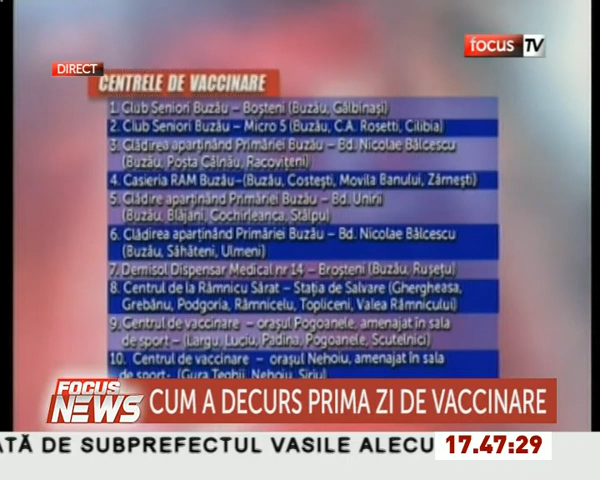 focus TV
DIRECT
CENTRELE DE VACCINARE
1. Club Seniori Buzău – Boșteni (Buzău, Gălbinași)
2. Club Seniori Buzău – Micro 5 (Buzău, C.A. Rosetti, Cilibia)
3. Clădirea aparținând Primăriei Buzău – Bd. Nicolae Bălcescu
(Buzău, Poșta Câlnău, Racovițeni)
4. Casieria RAM Buzău–(Buzău, Costești, Movila Banului, Zărnești)
5. Clădire aparținând Primăriei Buzău – Bd. Unirii
(Buzău, Blăjani, Cochirleanca, Stâlpu)
6. Clădirea aparținând Primăriei Buzău – Bd. Nicolae Bălcescu
(Buzău, Săhăteni, Ulmeni)
7. Demisol Dispensar Medical nr 14 – Broșteni (Buzău, Rușețu)
8. Centrul de la Râmnicu Sărat – Stația de Salvare (Ghergheasa,
Grebănu, Podgoria, Râmnicelu, Topliceni, Valea Râmnicului)
9. Centrul de vaccinare – orașul Pogoanele, amenajat în sala
de sport – (Largu, Luciu, Padina, Pogoanele, Scutelnici)
10. Centrul de vaccinare – orașul Nehoiu, amenajat în sala
de sport- (Gura Teghii, Nehoiu, Siriu)
FOCUS
NEWS
CUM A DECURS PRIMA ZI DE VACCINARE
ATĂ DE SUBPREFECTUL VASILE ALECU
17.47:29